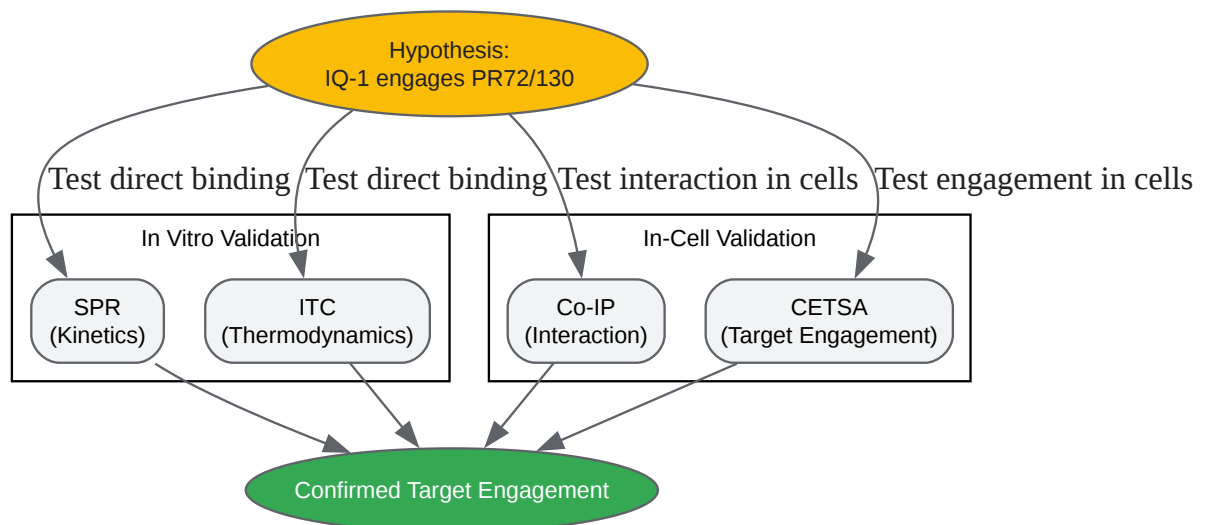 Hypothesis:
IQ-1 engages PR72/130
Test direct binding
Test direct binding
Test interaction in cells
Test engagement in cells
In Vitro Validation
In-Cell Validation
SPR
(Kinetics)
ITC
(Thermodynamics)
Co-IP
(Interaction)
CETSA
(Target Engagement)
Confirmed Target Engagement